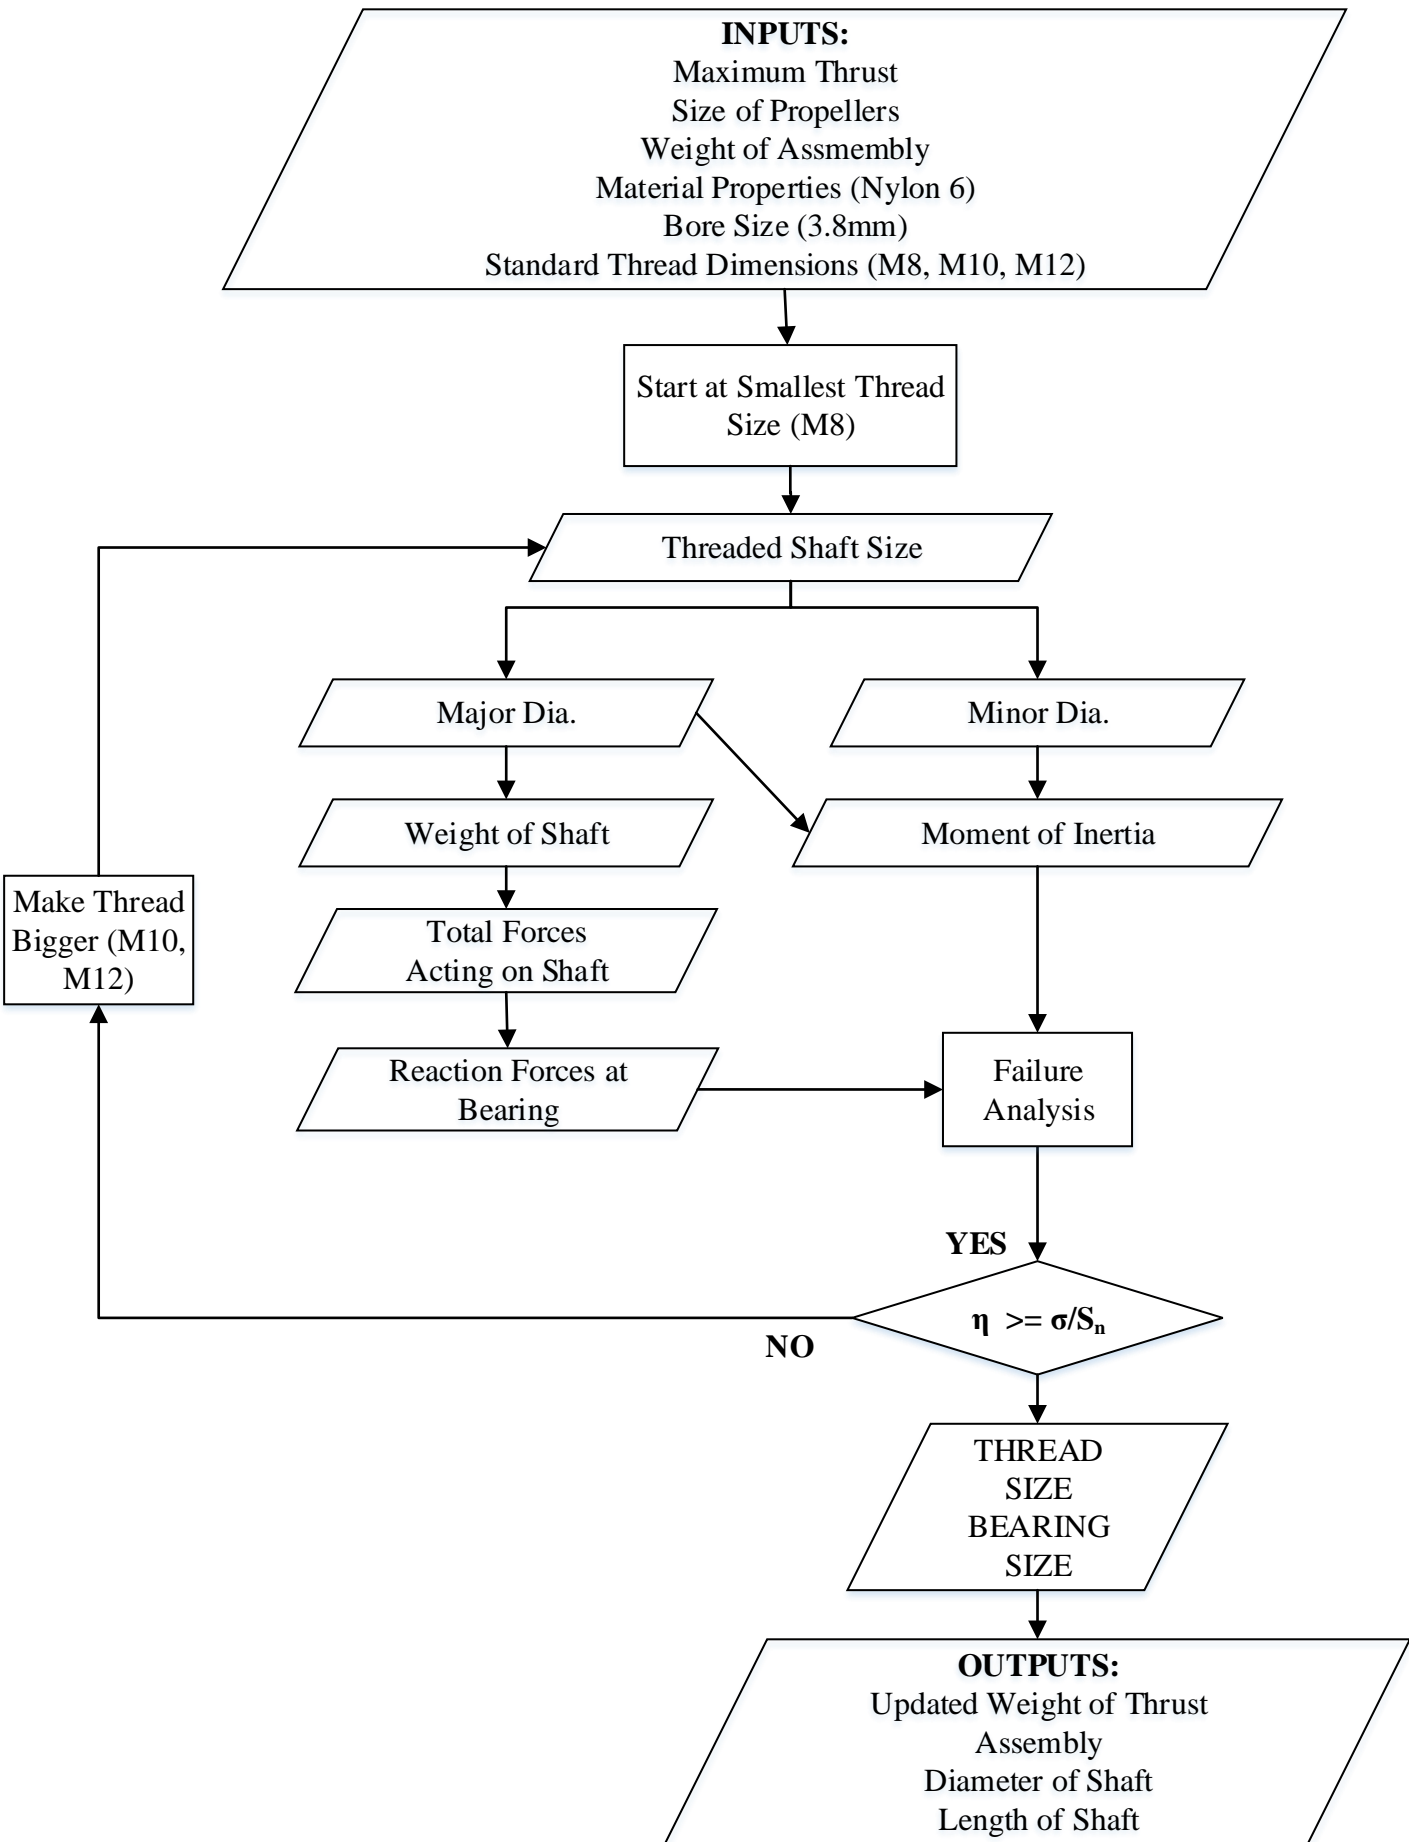 INPUTS:
Maximum Thrust
Size of Propellers
Weight of Assmembly
Material Properties (Nylon 6)
Bore Size (3.8mm)
Standard Thread Dimensions (M8, M10, M12)
Start at Smallest Thread
Size (M8)
Threaded Shaft Size
Major Dia.
Minor Dia.
Weight of Shaft
Moment of Inertia
Make Thread
Bigger (M10,
M12)
Total Forces
Acting on Shaft
Reaction Forces at
Bearing
Failure
Analysis
YES
η >= σ/Sn
NO
THREAD
SIZE
BEARING
SIZE
OUTPUTS:
Updated Weight of Thrust
Assembly
Diameter of Shaft
Length of Shaft